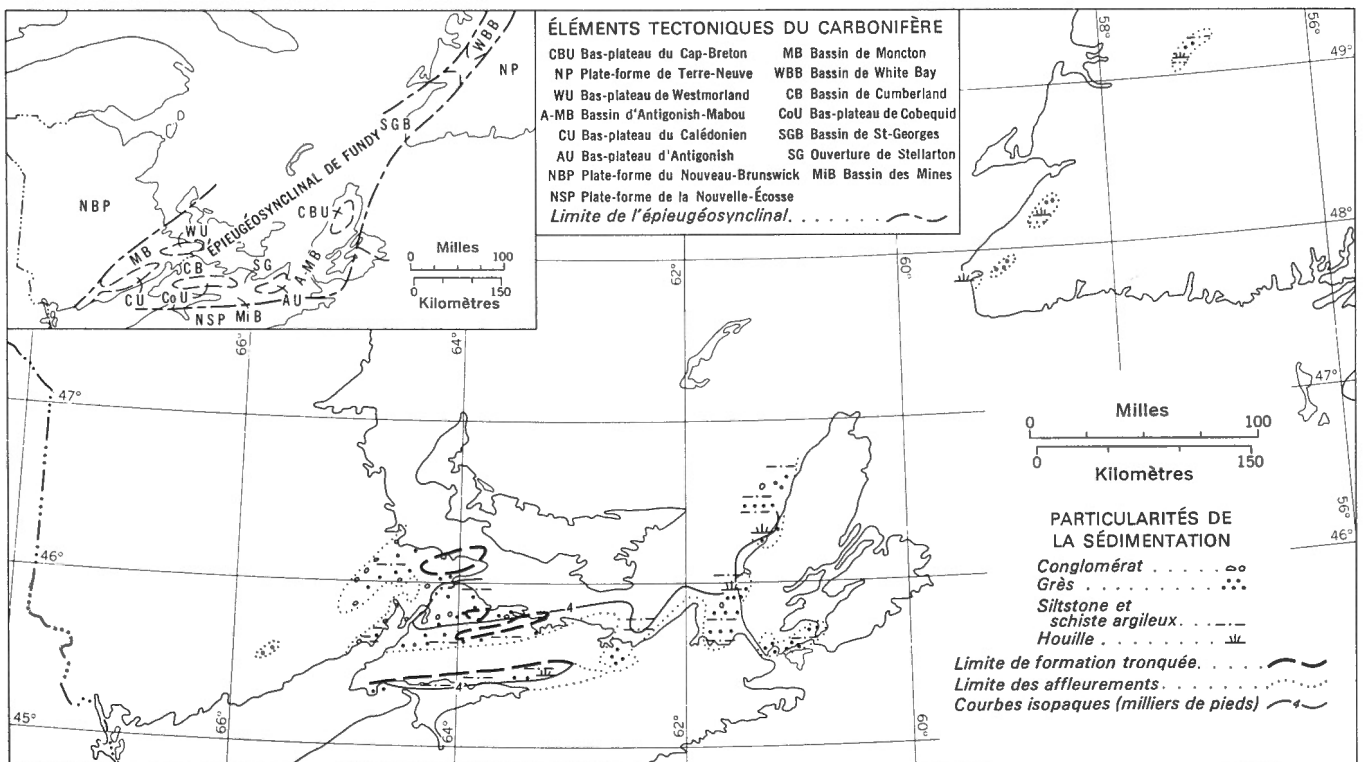 ÉLÉMENTS TECTONIQUES DU CARBONIFÈRE
CBU Bas-plateau du Cap-Breton
MB Bassin de Moncton
NP Plate-forme de Terre-Neuve
WBB Bassin de White Bay
WU Bas-plateau de Westmorland
CB Bassin de Cumberland
A-MB Bassin d'Antigonish-Mabou
CoU Bas-plateau de Cobequid
CU Bas-plateau du Calédonien
SGB Bassin de St-Georges
AU Bas-plateau d'Antigonish
SG Ouverture de Stellarton
NBP Plate-forme du Nouveau-Brunswick
MiB Bassin des Mines
NSP Plate-forme de la Nouvelle-Écosse
Limite de l'épieugéosynclinal
WBB
NP
SGB
ÉPIEUGÉOSYNCLINAL DE FUNDY
NBP
CBU
WU
MB
CB
SG
A-MB
CU
CoU
AU
NSP
MiB
Milles
0 100
0 150
Kilomètres
58°
56°
49°
48°
62°
60°
47°
66°
64°
47°
56°
46°
46°
4
4
45°
66°
64°
62°
60°
Milles
0 100
0 150
Kilomètres
PARTICULARITÉS DE
LA SÉDIMENTATION
Conglomérat
Grès
Siltstone et
schiste argileux
Houille
Limite de formation tronquée
Limite des affleurements
Courbes isopaques (milliers de pieds) 4